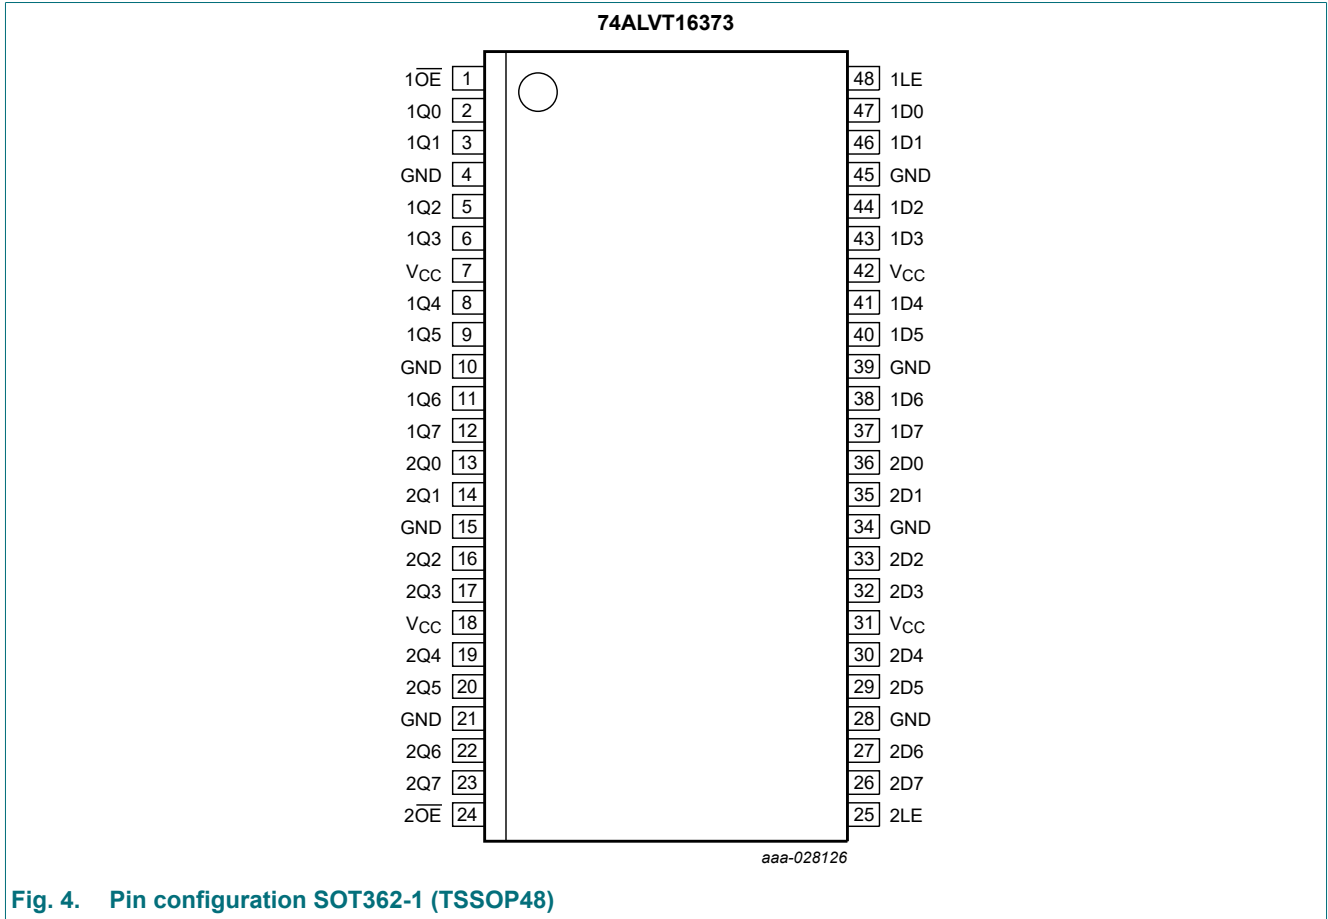 74ALVT16373
1O̅E̅ 1 48 1LE
1Q0 2 47 1D0
1Q1 3 46 1D1
GND 4 45 GND
1Q2 5 44 1D2
1Q3 6 43 1D3
VCC 7 42 VCC
1Q4 8 41 1D4
1Q5 9 40 1D5
GND 10 39 GND
1Q6 11 38 1D6
1Q7 12 37 1D7
2Q0 13 36 2D0
2Q1 14 35 2D1
GND 15 34 GND
2Q2 16 33 2D2
2Q3 17 32 2D3
VCC 18 31 VCC
2Q4 19 30 2D4
2Q5 20 29 2D5
GND 21 28 GND
2Q6 22 27 2D6
2Q7 23 26 2D7
2O̅E̅ 24 25 2LE
aaa-028126
Fig. 4. Pin configuration SOT362-1 (TSSOP48)